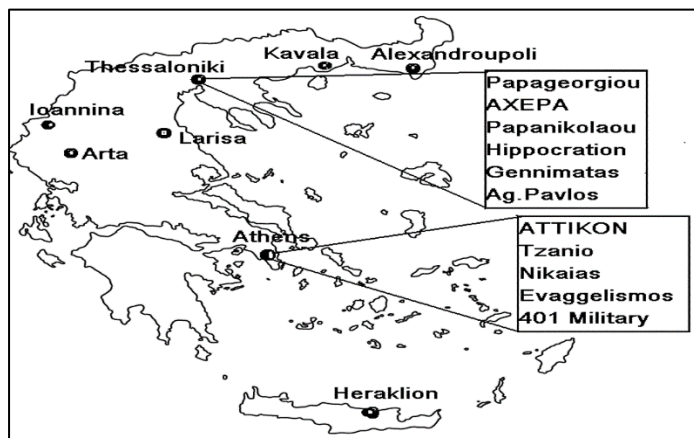 Kavala
Alexandroupoli
Thessaloniki
Papageorgiou
AXEPA
Papanikolaou
Hippocration
Gennimatas
Ag.Pavlos
Ioannina
Larisa
Arta
Athens
ATTIKON
Tzanio
Nikaias
Evaggelismos
401 Military
Heraklion